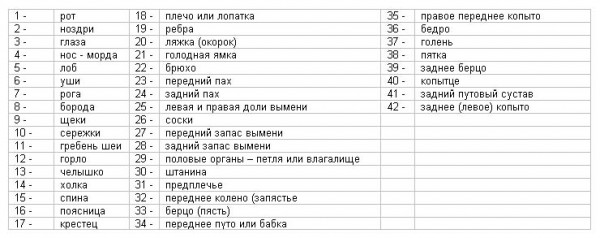 1 - рот 18 - плечо или лопатка 35 - правое переднее копыто
2 - ноздри 19 - ребра 36 - бедро
3 - глаза 20 - ляжка (окорок) 37 - голень
4 - нос - морда 21 - голодная ямка 38 - пятка
5 - лоб 22 - брюхо 39 - заднее берцо
6 - уши 23 - передний пах 40 - копытце
7 - рога 24 - задний пах 41 - задний путовый сустав
8 - борода 25 - левая и правая доли вымени 42 - заднее (левое) копыто
9 - щеки 26 - соски
10 - сережки 27 - передний запас вымени
11 - гребень шеи 28 - задний запас вымени
12 - горло 29 - половые органы – петля или влагалище
13 - челышко 30 - штанина
14 - холка 31 - предплечье
15 - спина 32 - переднее колено (запястье
16 - поясница 33 - берцо (пясть)
17 - крестец 34 - переднее путо или бабка